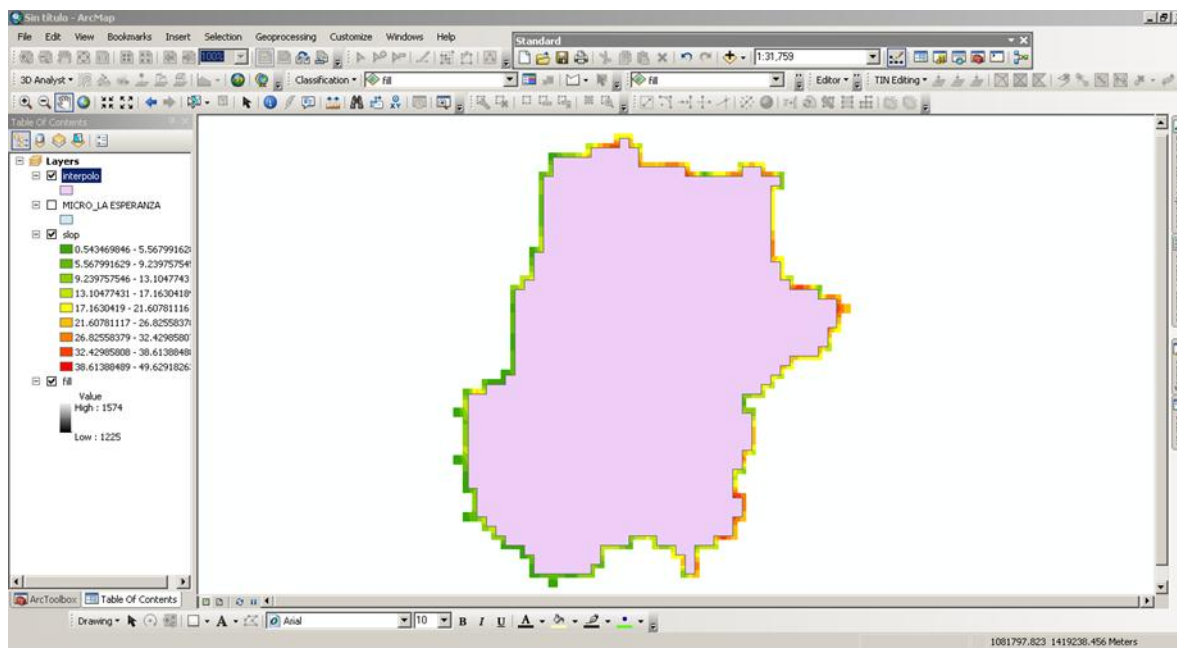 Sin título - ArcMap
File Edit View Bookmarks Insert Selection Geoprocessing Customize Windows Help
Standard
100%
1:31,759
3D Analyst
Classification
fill
fill
Editor
TIN Editing
Table Of Contents
Layers
interpolo
MICRO_LA ESPERANZA
slop
0.543469846 - 5.56799162
5.567991629 - 9.23975754
9.239757546 - 13.1047743
13.10477431 - 17.1630418
17.1630419 - 21.60781116
21.60781117 - 26.8255837
26.82558379 - 32.4298580
32.42985808 - 38.6138848
38.61388489 - 49.6291826
fill
Value
High : 1574
Low : 1225
ArcToolbox Table Of Contents
Drawing A Arial 10 B I U A
1081797.823 1419238.456 Meters